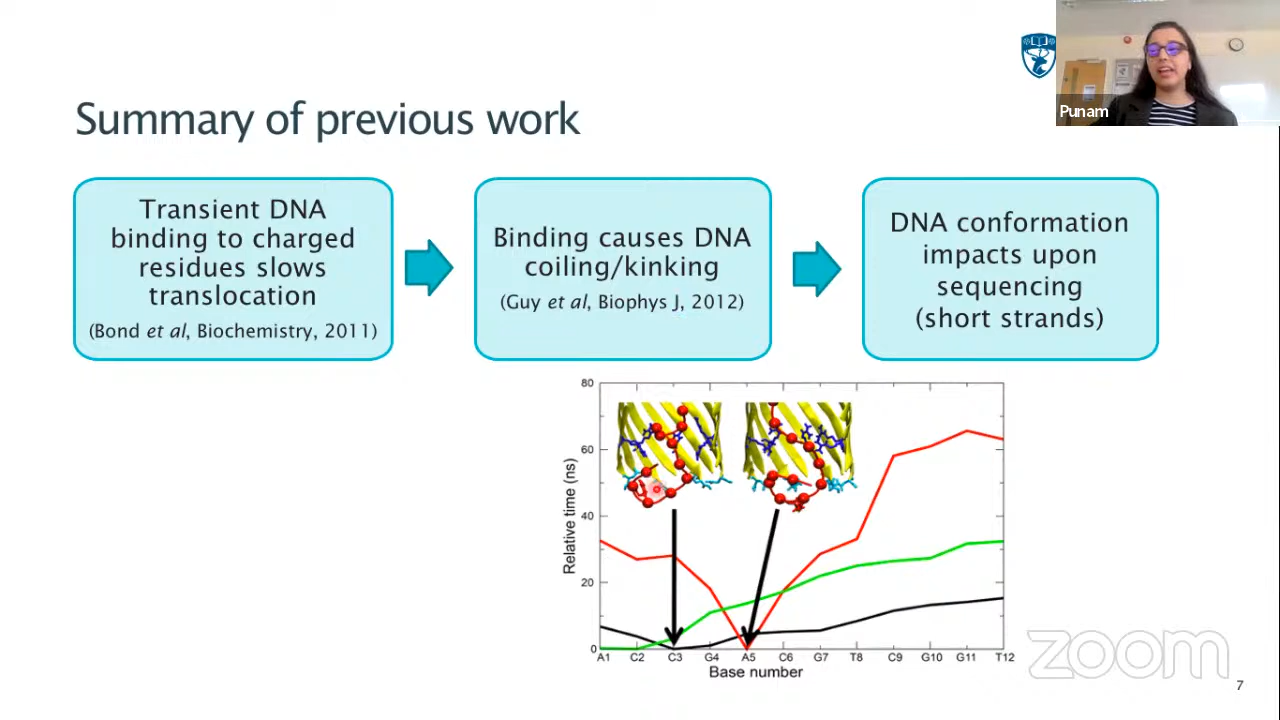 Punam
Summary of previous work
Transient DNA
binding to charged
residues slows
translocation
(Bond et al, Biochemistry, 2011)
Binding causes DNA
coiling/kinking
(Guy et al, Biophys J, 2012)
DNA conformation
impacts upon
sequencing
(short strands)
80
60
40
20
0
Relative time (ns)
A1 C2 C3 G4 A5 C6 G7 T8 C9 G10 G11 T12
Base number
zoom
7